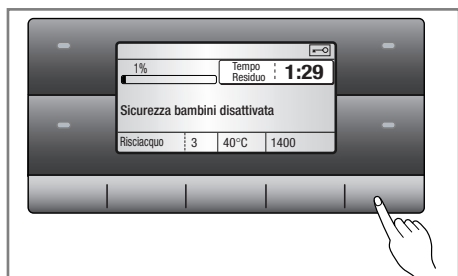 1%
Tempo
Residuo
1:29
Sicurezza bambini disattivata
Risciacquo 3 40°C 1400